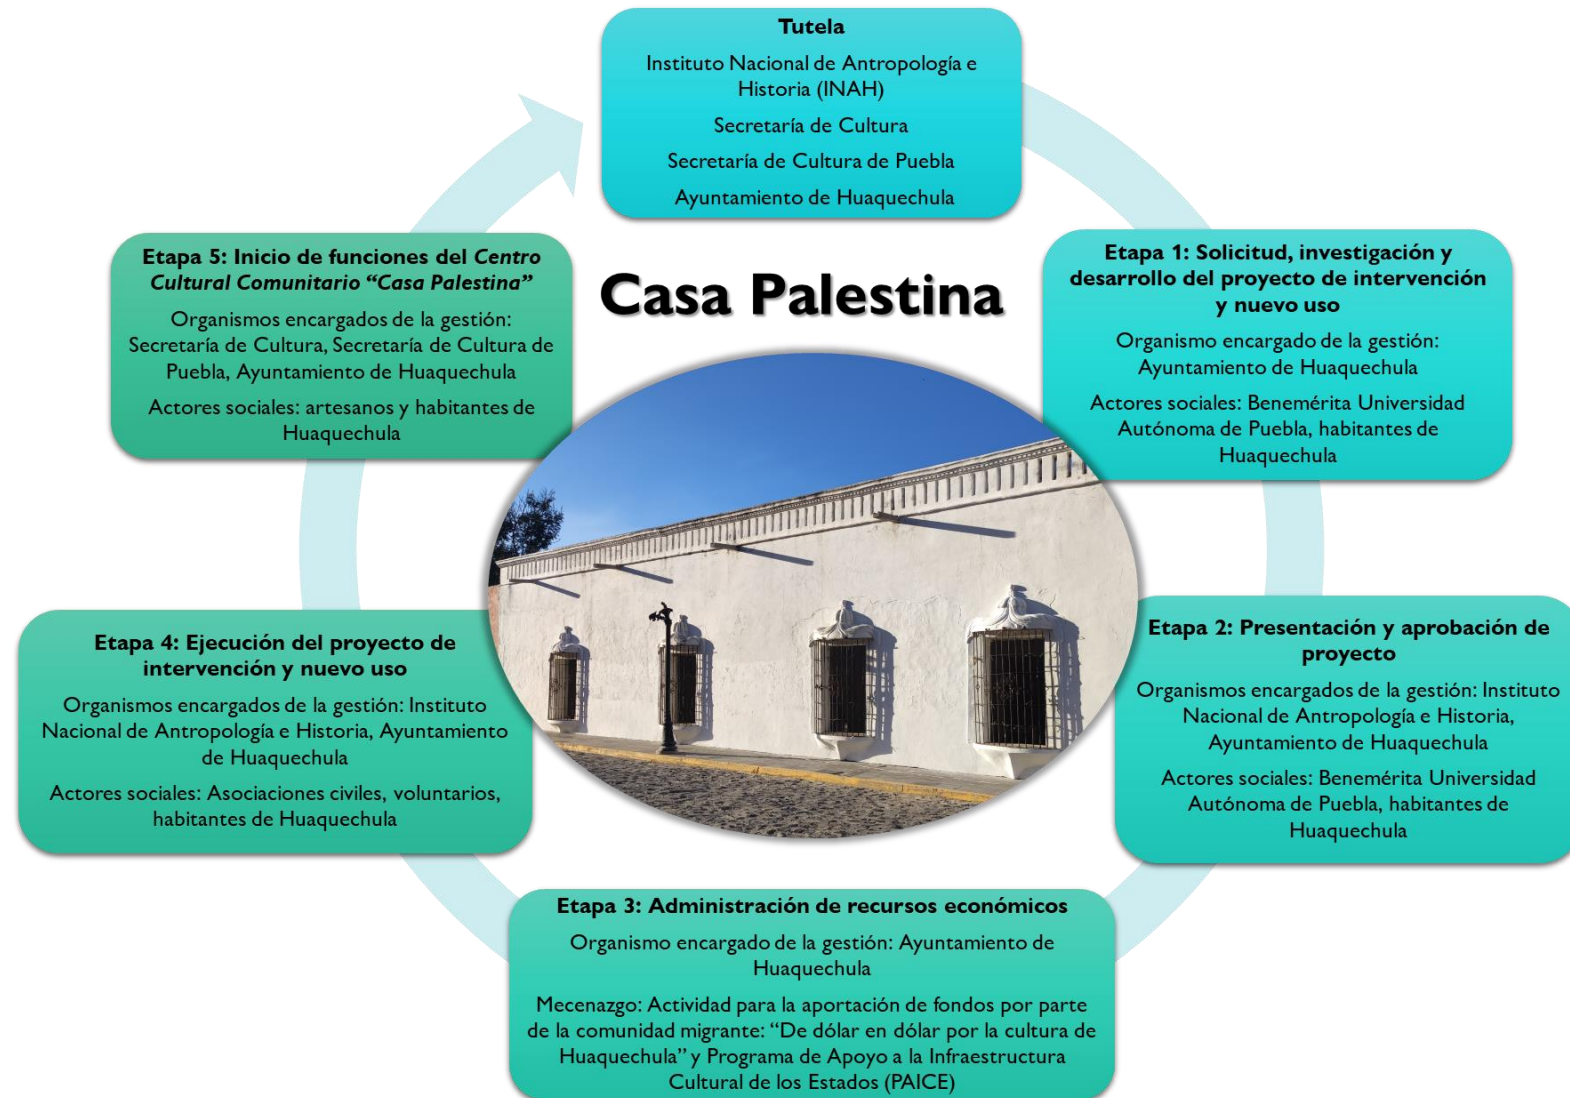 Tutela
Instituto Nacional de Antropología e
Historia (INAH)
Secretaría de Cultura
Secretaría de Cultura de Puebla
Ayuntamiento de Huaquechula
Casa Palestina
Etapa 1: Solicitud, investigación y
desarrollo del proyecto de intervención
y nuevo uso
Organismo encargado de la gestión:
Ayuntamiento de Huaquechula
Actores sociales: Benemérita Universidad
Autónoma de Puebla, habitantes de
Huaquechula
Etapa 2: Presentación y aprobación de
proyecto
Organismos encargados de la gestión: Instituto
Nacional de Antropología e Historia,
Ayuntamiento de Huaquechula
Actores sociales: Benemérita Universidad
Autónoma de Puebla, habitantes de
Huaquechula
Etapa 3: Administración de recursos económicos
Organismo encargado de la gestión: Ayuntamiento de
Huaquechula
Mecenazgo: Actividad para la aportación de fondos por parte
de la comunidad migrante: “De dólar en dólar por la cultura de
Huaquechula” y Programa de Apoyo a la Infraestructura
Cultural de los Estados (PAICE)
Etapa 4: Ejecución del proyecto de
intervención y nuevo uso
Organismos encargados de la gestión: Instituto
Nacional de Antropología e Historia, Ayuntamiento
de Huaquechula
Actores sociales: Asociaciones civiles, voluntarios,
habitantes de Huaquechula
Etapa 5: Inicio de funciones del Centro
Cultural Comunitario “Casa Palestina”
Organismos encargados de la gestión:
Secretaría de Cultura, Secretaría de Cultura de
Puebla, Ayuntamiento de Huaquechula
Actores sociales: artesanos y habitantes de
Huaquechula